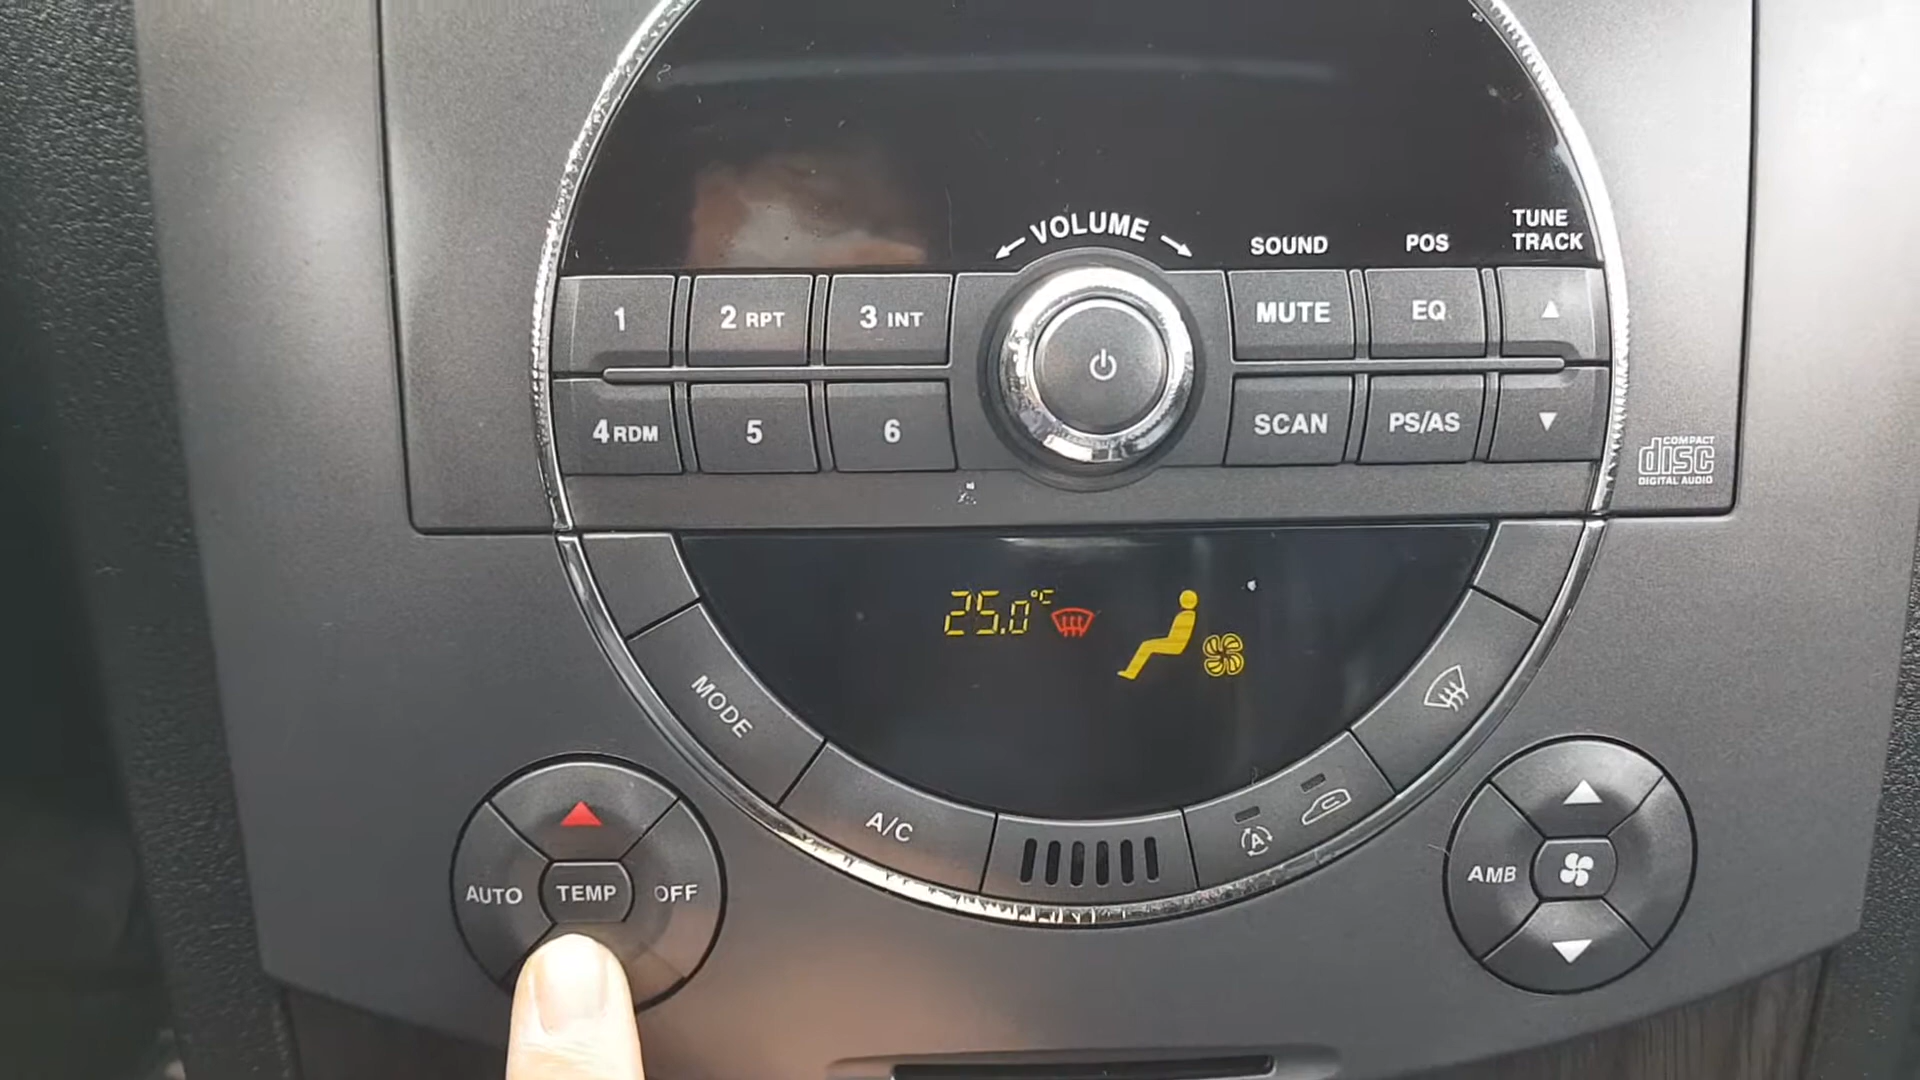 VOLUME
SOUND
POS
TUNE
TRACK
1
2 RPT
3 INT
MUTE
EQ
4 RDM
5
6
SCAN
PS/AS
COMPACT
disc
DIGITAL AUDIO
25.0°C
MODE
A/C
A
AUTO
TEMP
OFF
AMB